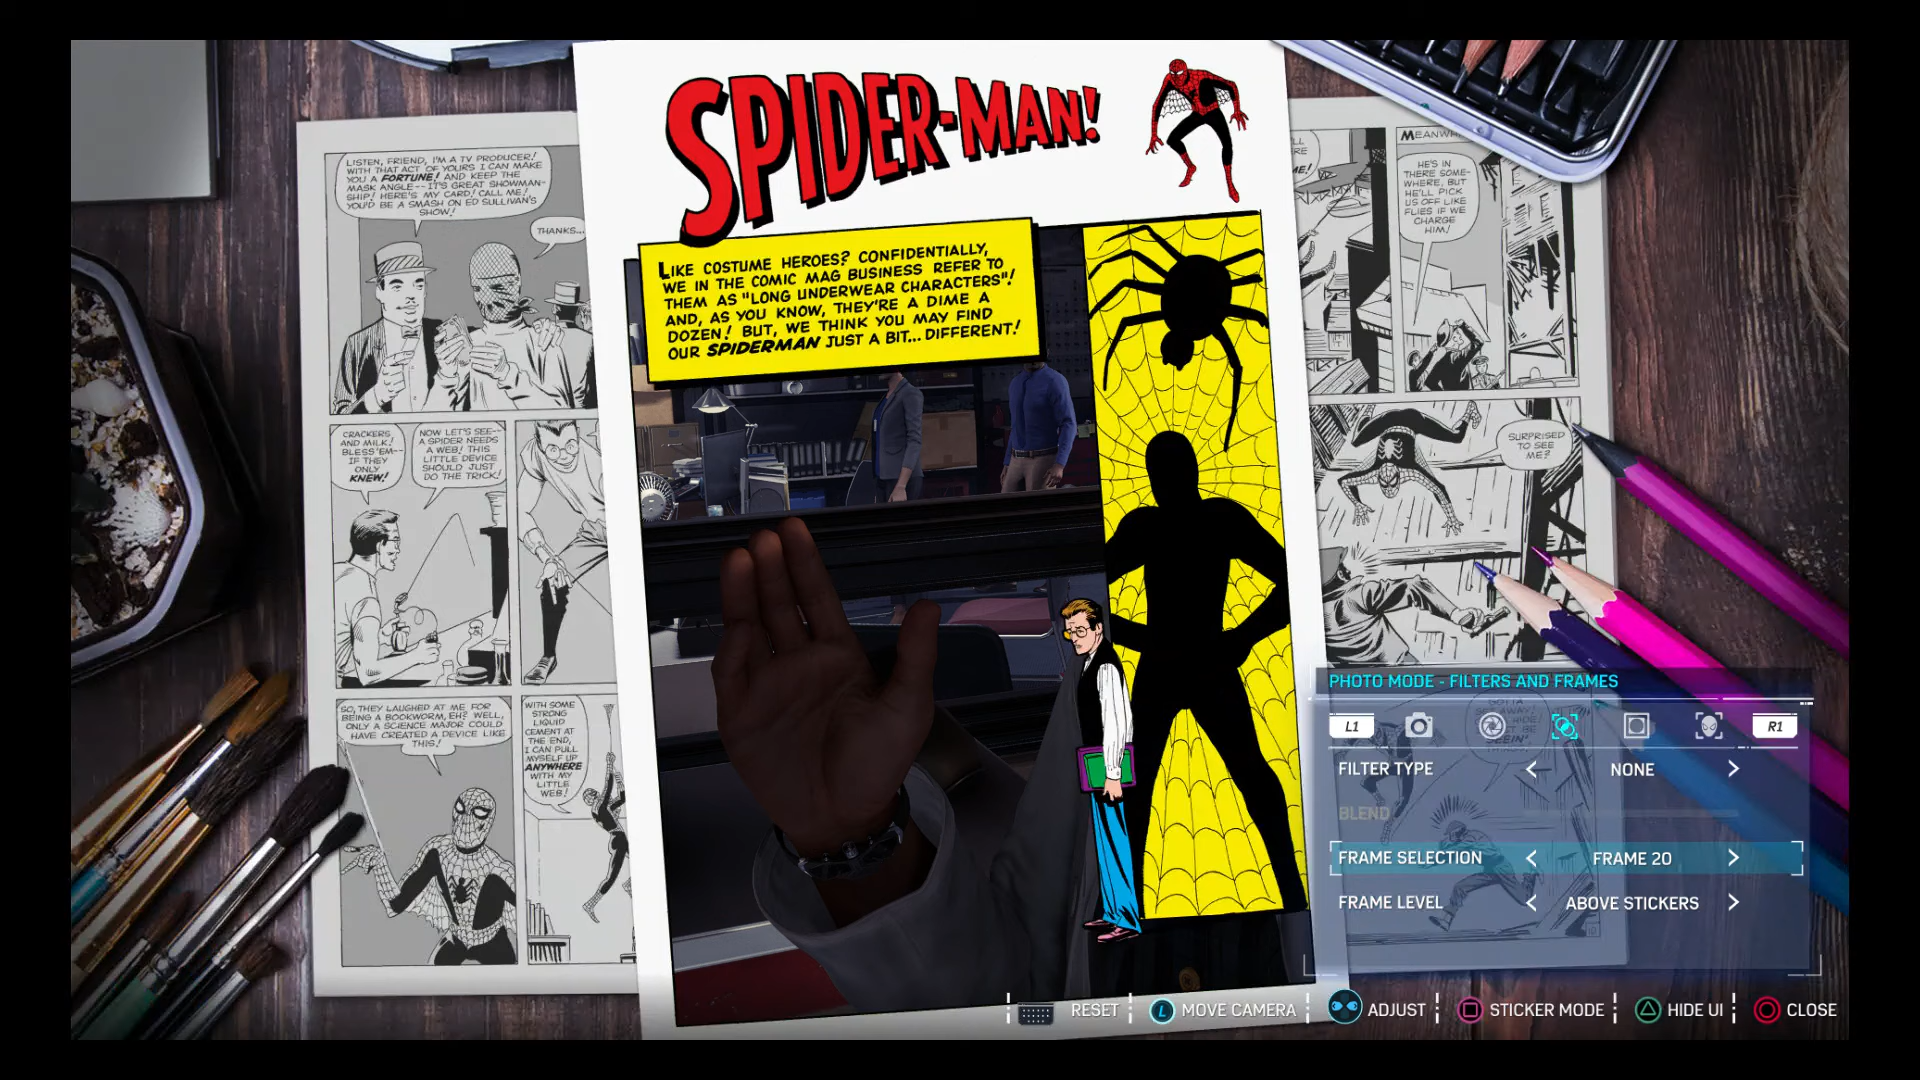 SPIDER-MAN!
LIKE COSTUME HEROES? CONFIDENTIALLY,
WE IN THE COMIC MAG BUSINESS REFER TO
THEM AS "LONG UNDERWEAR CHARACTERS"!
AND, AS YOU KNOW, THEY'RE A DIME A
DOZEN! BUT, WE THINK YOU MAY FIND
OUR SPIDERMAN JUST A BIT... DIFFERENT!
LISTEN, FRIEND, I'M A TV PRODUCER!
WITH THAT ACT OF YOURS I CAN MAKE
YOU A FORTUNE! AND KEEP THE
MASK ANGLE--IT'S GREAT SHOWMAN-
SHIP! HERE'S MY CARD! CALL ME!
YOU'D BE A SMASH ON ED SULLIVAN'S
SHOW!
THANKS...
CRACKERS
AND MILK!
BLESS 'EM--
IF THEY
ONLY
KNEW!
NOW LET'S SEE--
A SPIDER NEEDS
A WEB! THIS
LITTLE DEVICE
SHOULD JUST
DO THE TRICK!
SO, THEY LAUGHED AT ME FOR
BEING A BOOKWORM, EH? WELL,
ONLY A SCIENCE MAJOR COULD
HAVE CREATED A DEVICE LIKE
THIS!
WITH SOME
STRONG
LIQUID
CEMENT AT
THE END,
I CAN PULL
MYSELF UP
ANYWHERE
WITH MY
LITTLE
WEB!
HE'S IN
THERE SOME-
WHERE, BUT
HE'LL PICK
US OFF LIKE
FLIES IF WE
CHARGE
HIM!
SURPRISED
TO SEE
ME?
PHOTO MODE - FILTERS AND FRAMES
L1
R1
FILTER TYPE
NONE
BLEND
FRAME SELECTION
FRAME 20
FRAME LEVEL
ABOVE STICKERS
RESET
L MOVE CAMERA
ADJUST
STICKER MODE
HIDE UI
CLOSE